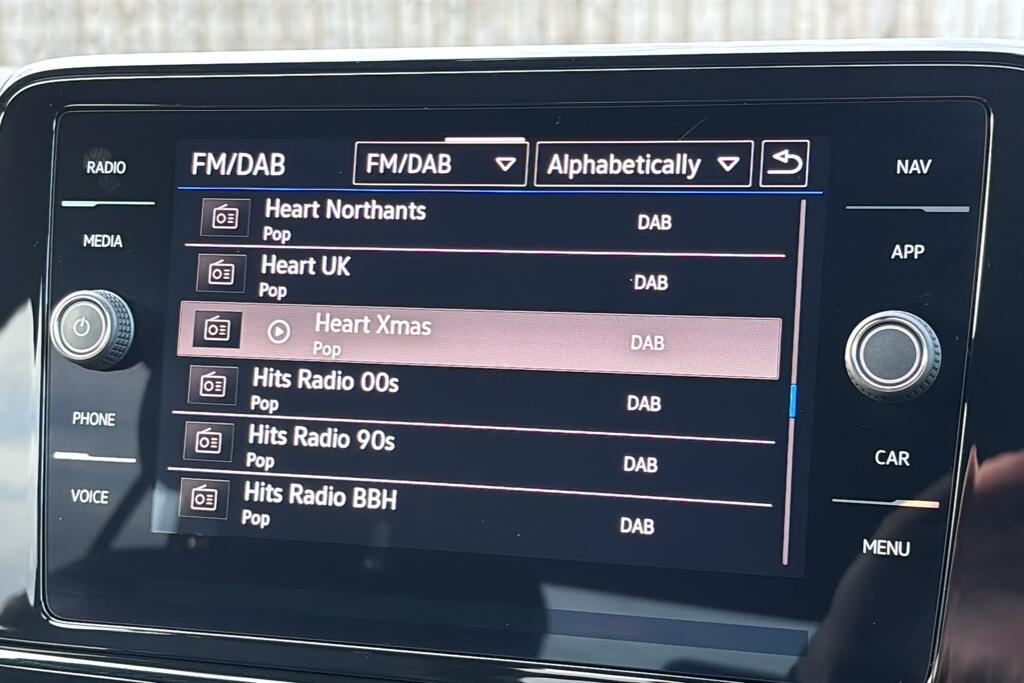 RADIO
MEDIA
PHONE
VOICE
FM/DAB FM/DAB Alphabetically
Heart Northants DAB
Pop
Heart UK DAB
Pop
Heart Xmas DAB
Pop
Hits Radio 00s DAB
Pop
Hits Radio 90s DAB
Pop
Hits Radio BBH DAB
Pop
NAV
APP
CAR
MENU